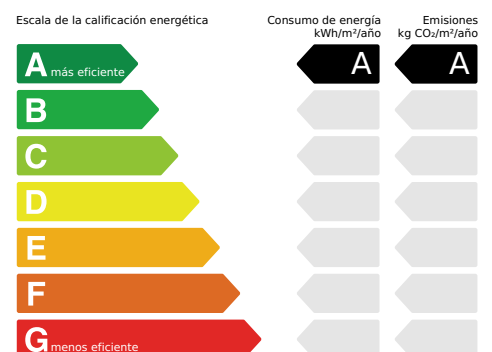 Escala de la calificación energética
Consumo de energía
kWh/m²/año
Emisiones
kg CO₂/m²/año
A más eficiente
A
A
B
C
D
E
F
G menos eficiente